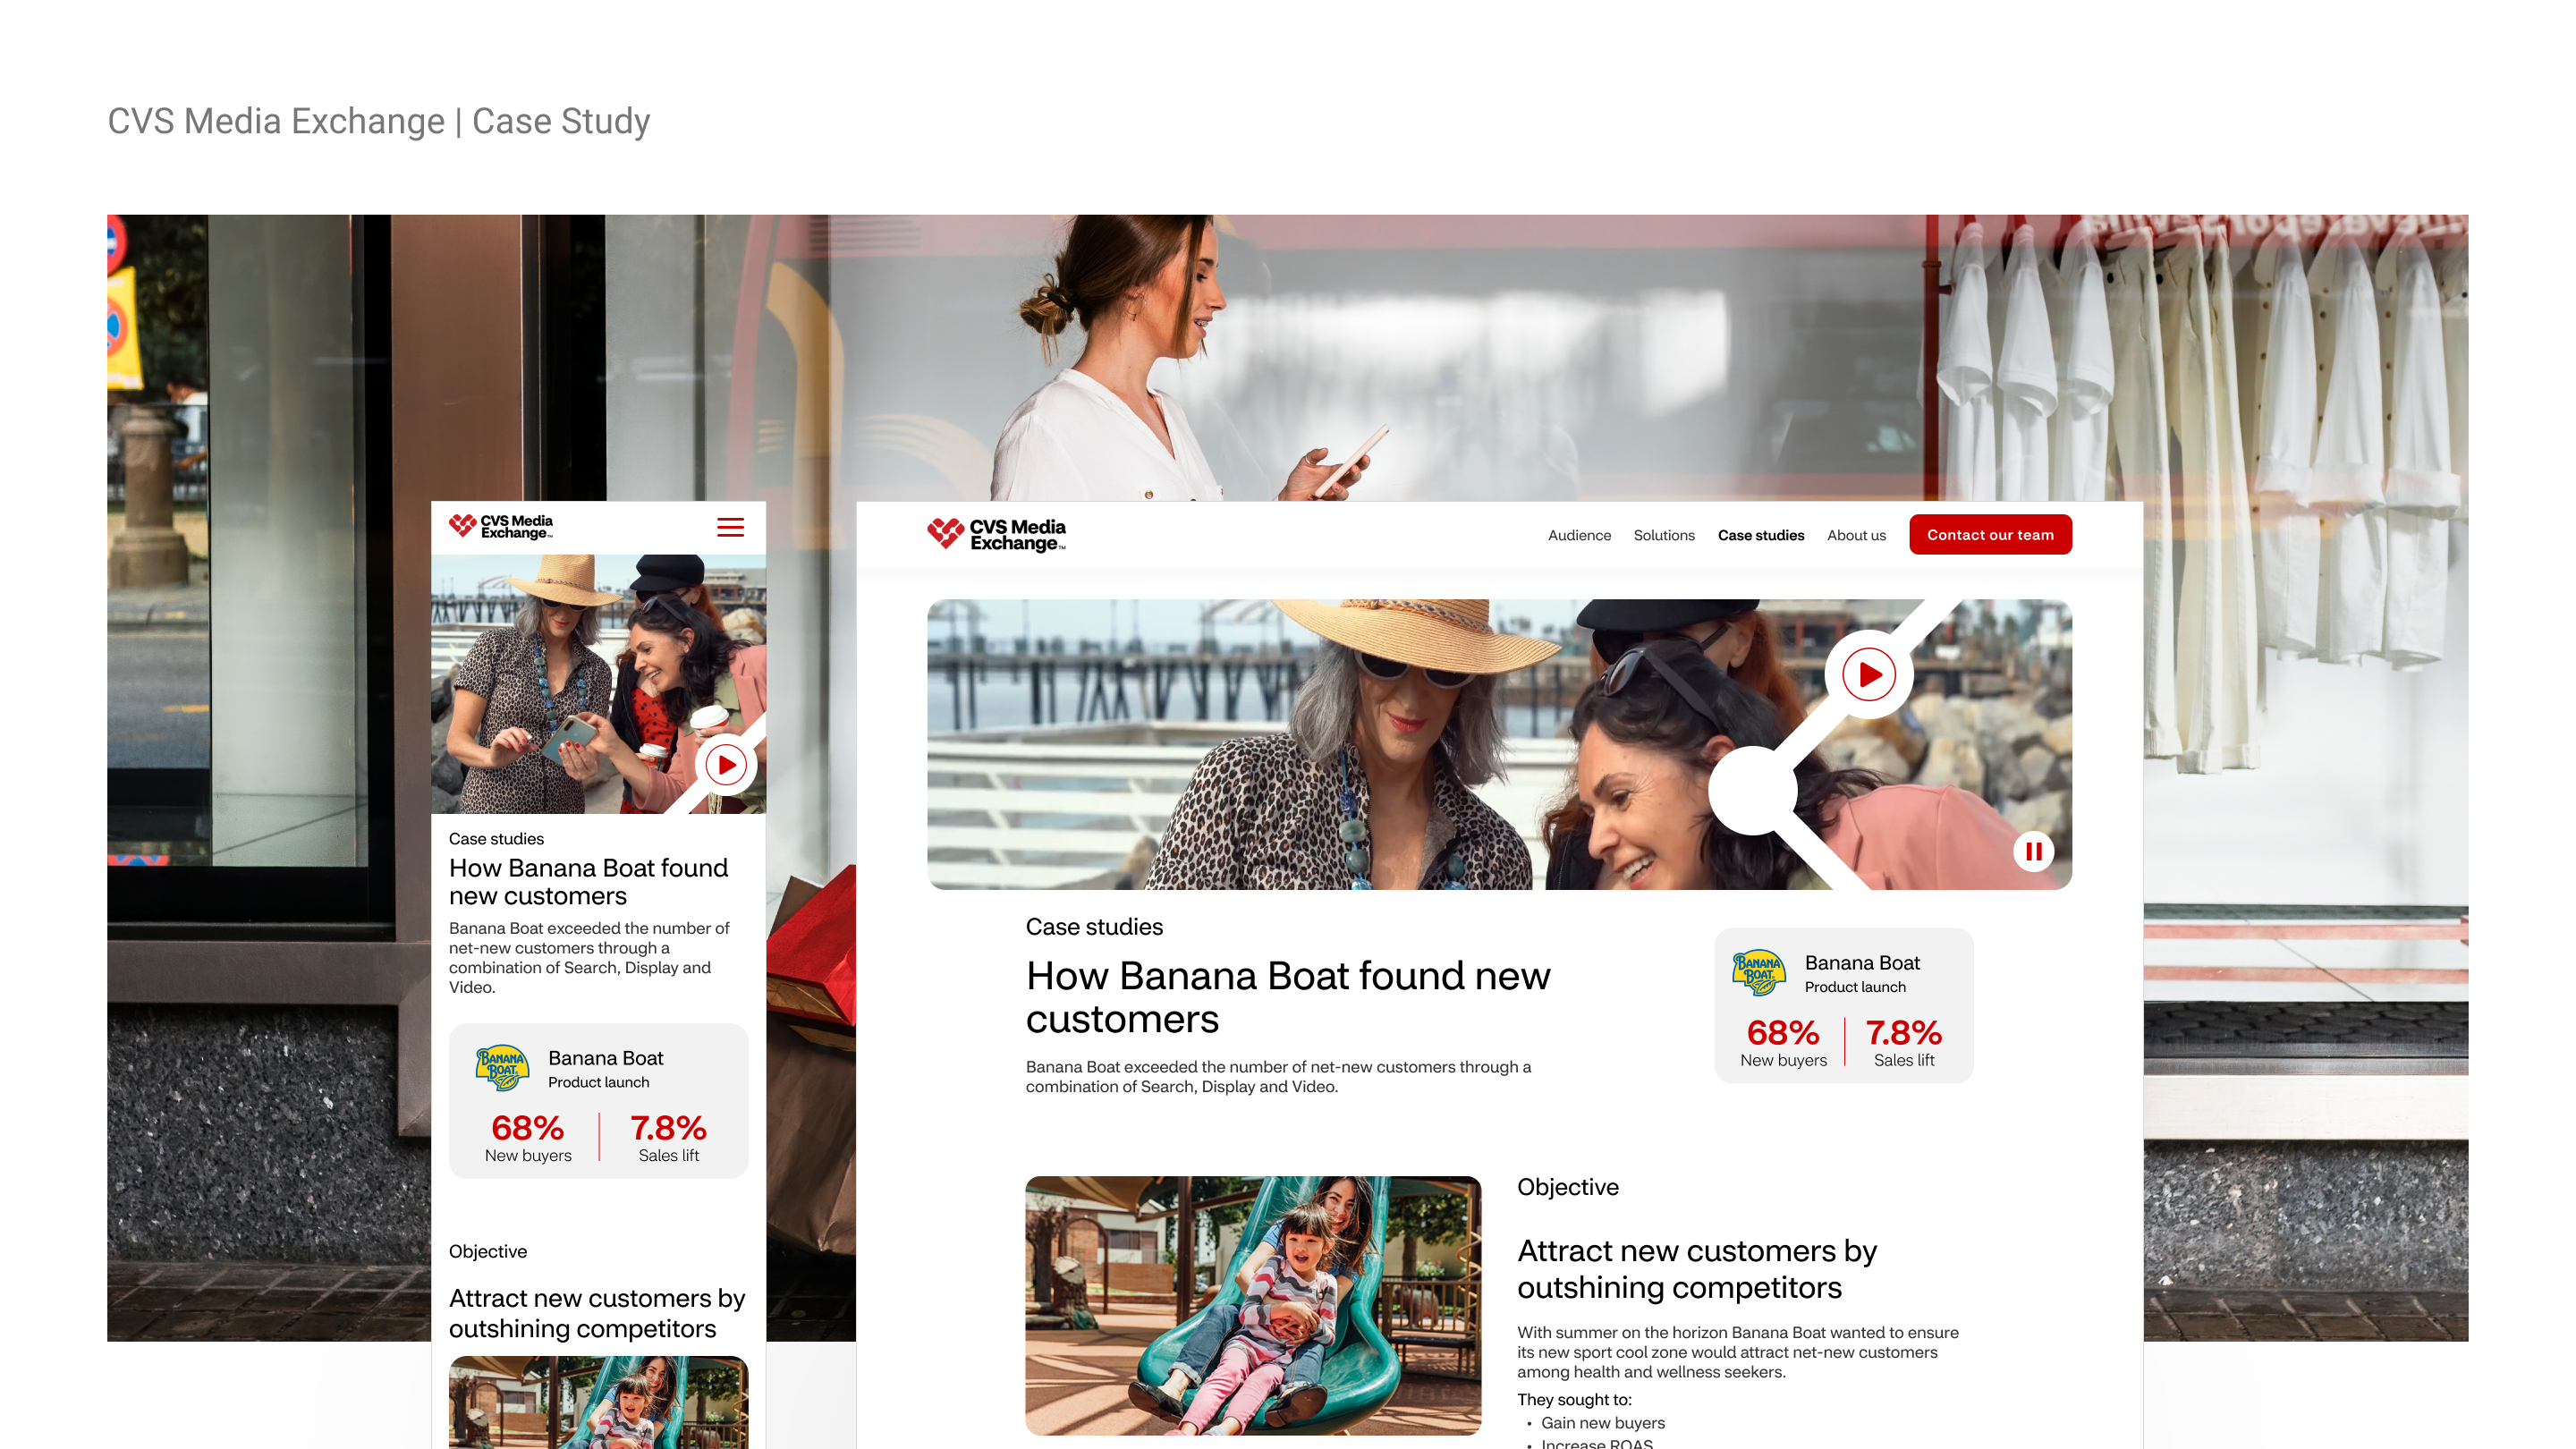 CVS Media Exchange | Case Study
CVS Media
Exchange™
Case studies
How Banana Boat found
new customers
Banana Boat exceeded the number of
net-new customers through a
combination of Search, Display and
Video.
BANANA
BOAT
Banana Boat
Product launch
68%
New buyers
7.8%
Sales lift
Objective
Attract new customers by
outshining competitors
CVS Media
Exchange™
Audience
Solutions
Case studies
About us
Contact our team
Case studies
How Banana Boat found new
customers
Banana Boat exceeded the number of net-new customers through a
combination of Search, Display and Video.
BANANA
BOAT
Banana Boat
Product launch
68%
New buyers
7.8%
Sales lift
Objective
Attract new customers by
outshining competitors
With summer on the horizon Banana Boat wanted to ensure
its new sport cool zone would attract net-new customers
among health and wellness seekers.
They sought to:
• Gain new buyers
• Increase ROAS